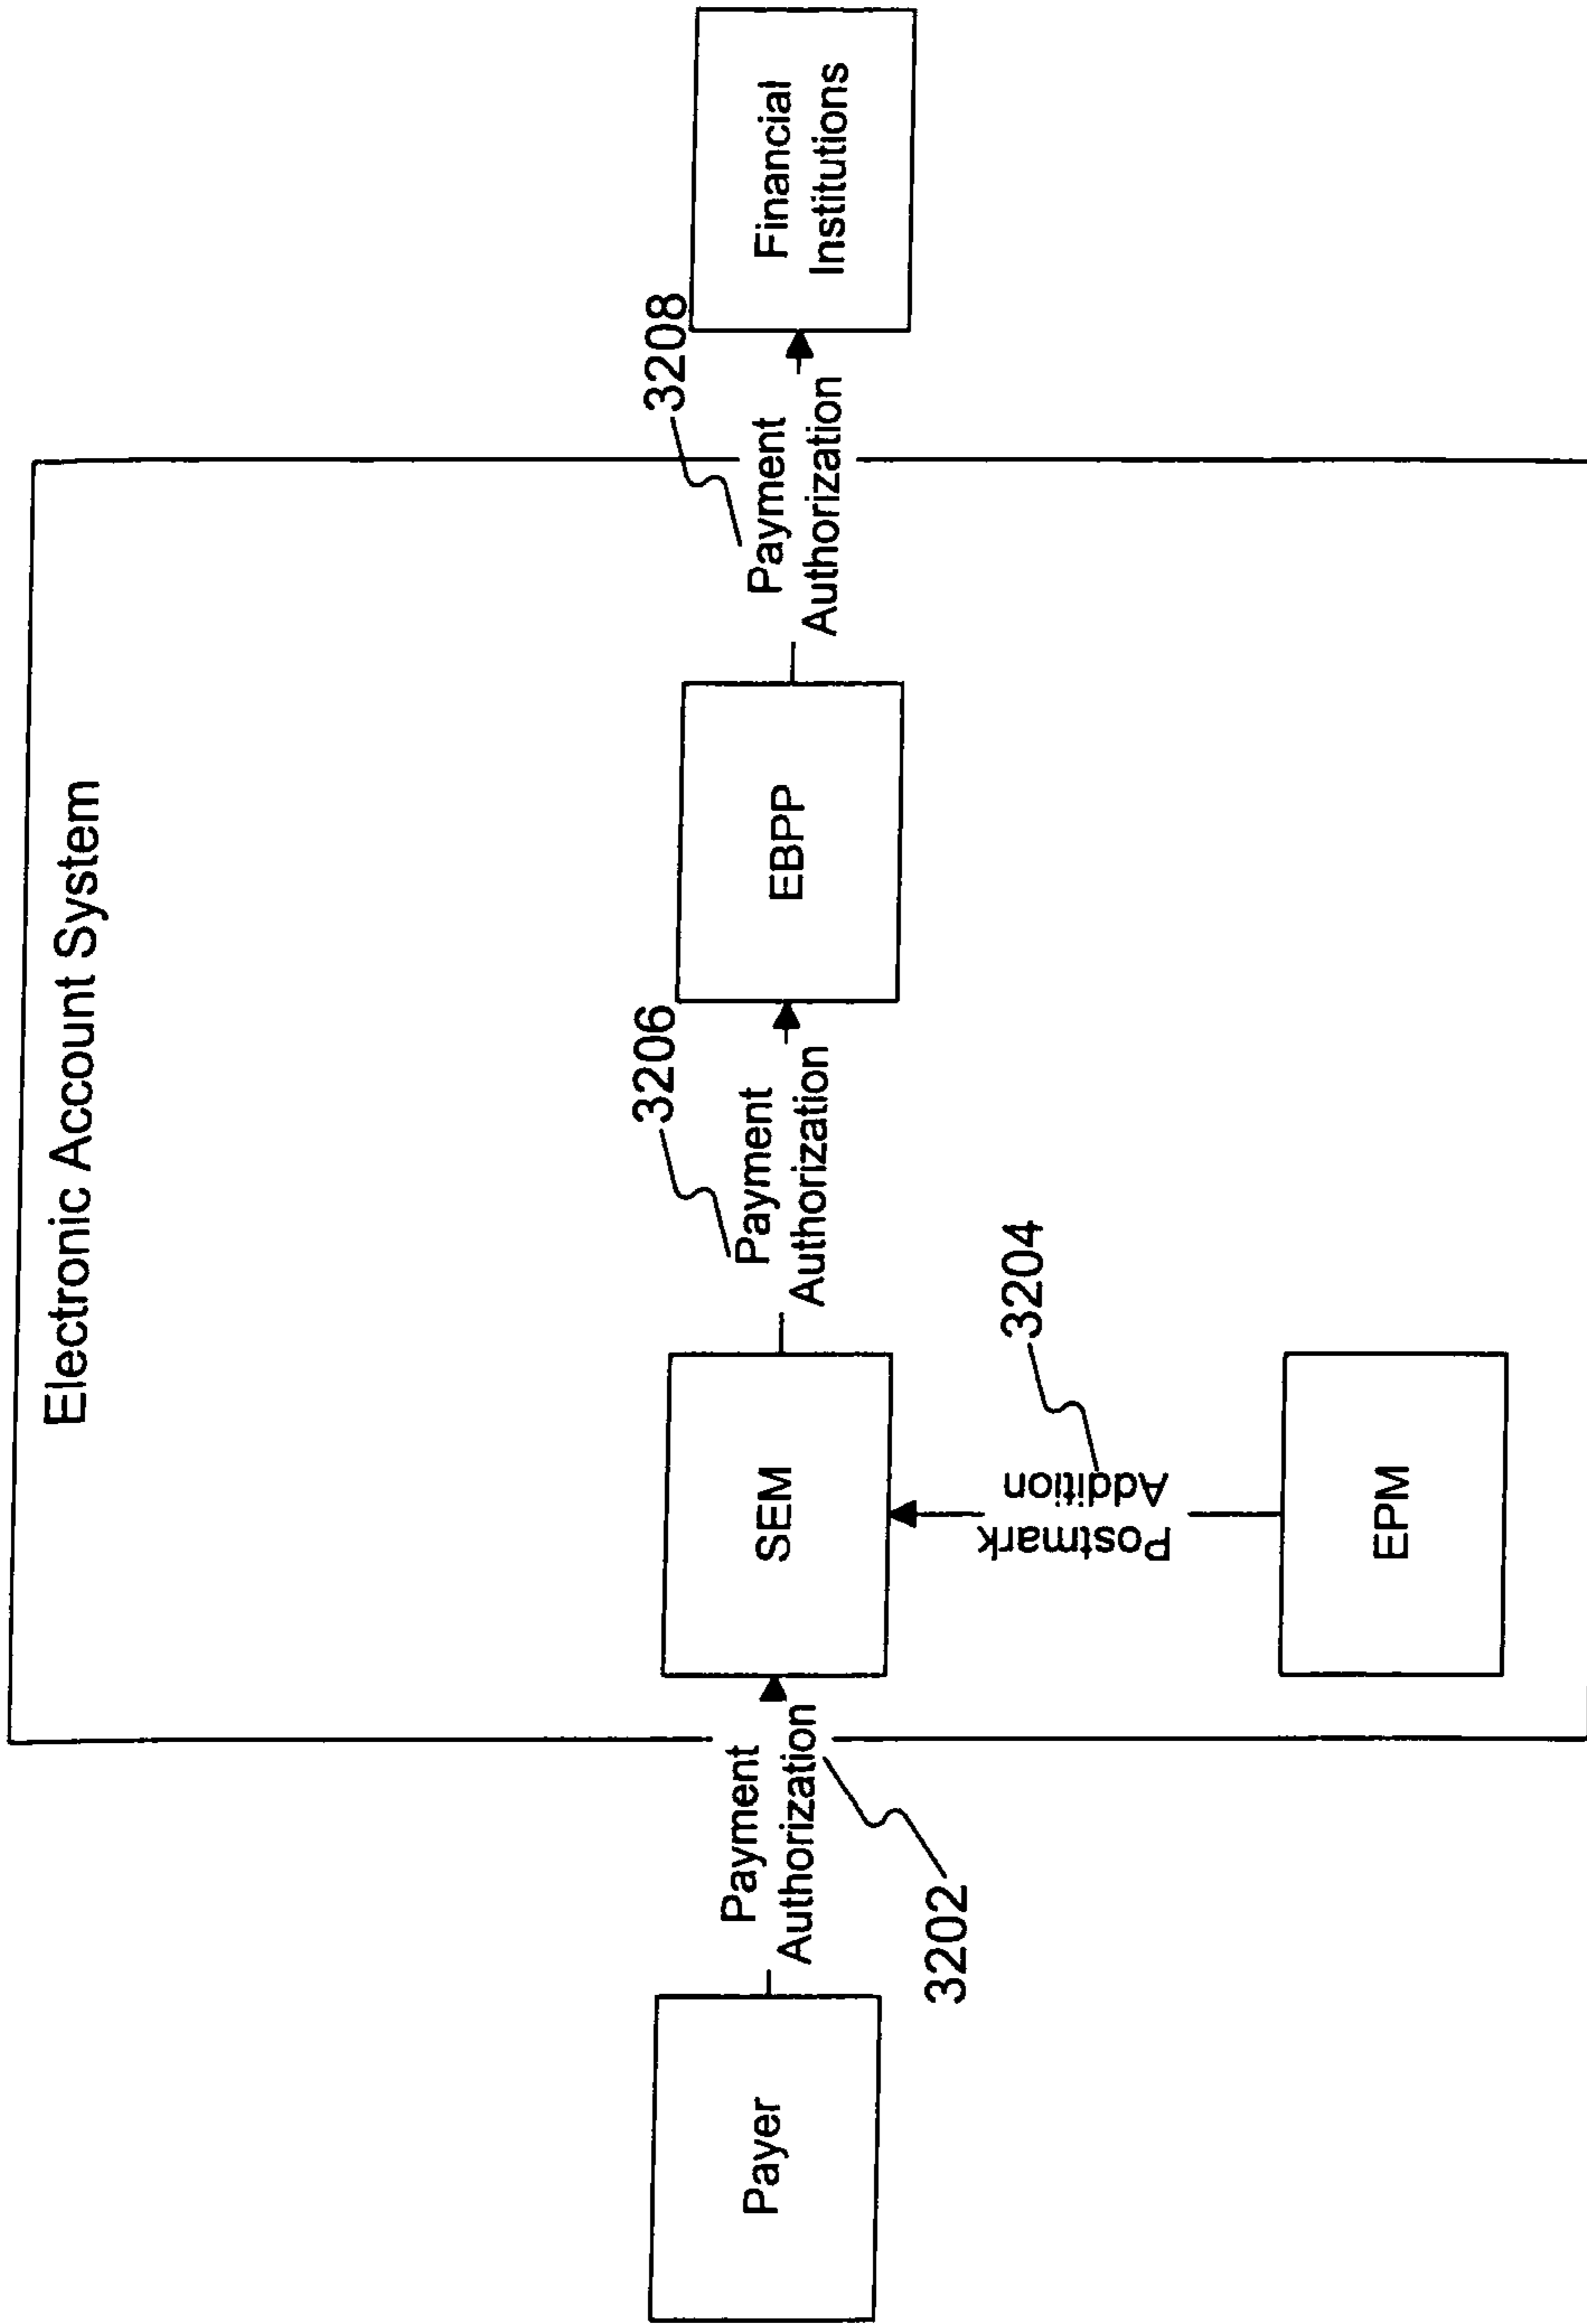 Electronic Account System
Payer
Payment
Authorization
3202
SEM
Postmark
Addition
3204
EPM
Payment
Authorization
3206
EBPP
Payment
Authorization
3208
Financial
Institutions